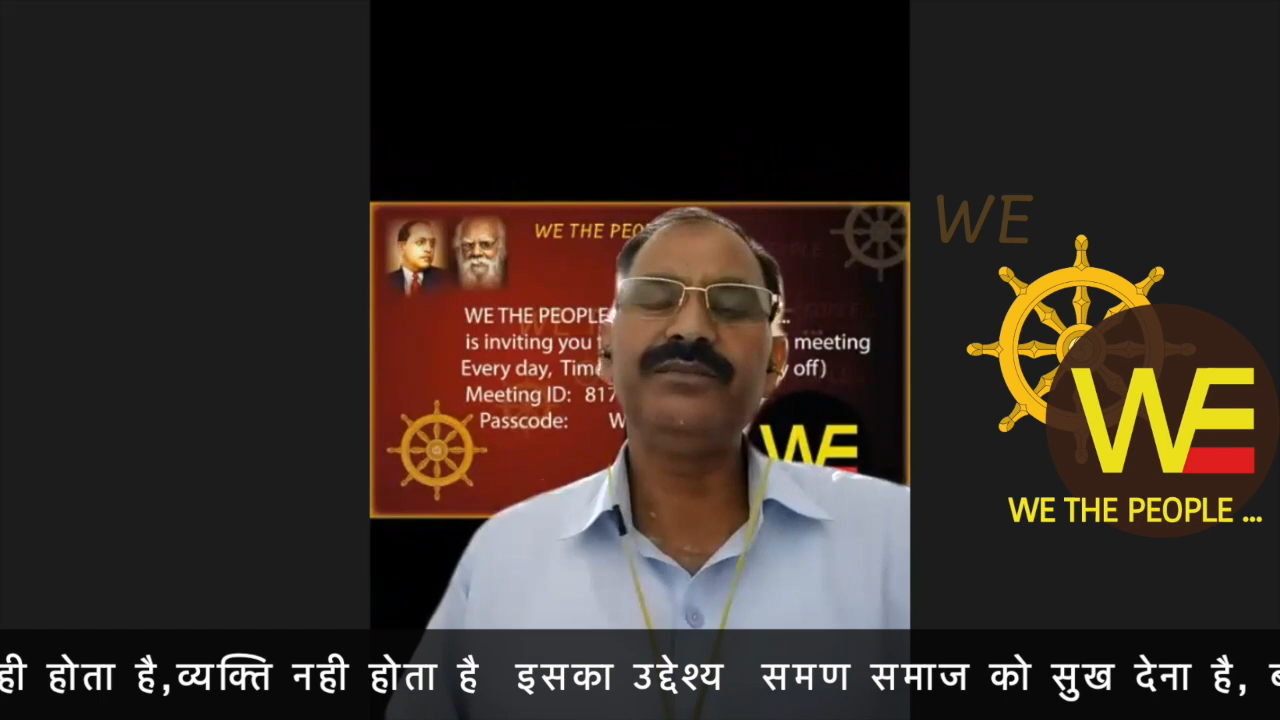 WE
WE THE PEO
WE THE PEOPLE
...
is inviting you
meeting
Every day, Time
y off)
Meeting ID: 817
Passcode: W
WE
WE
WE THE PEOPLE ...
ही होता है,व्यक्ति नही होता है इसका उद्देश्य समण समाज को सुख देना है,